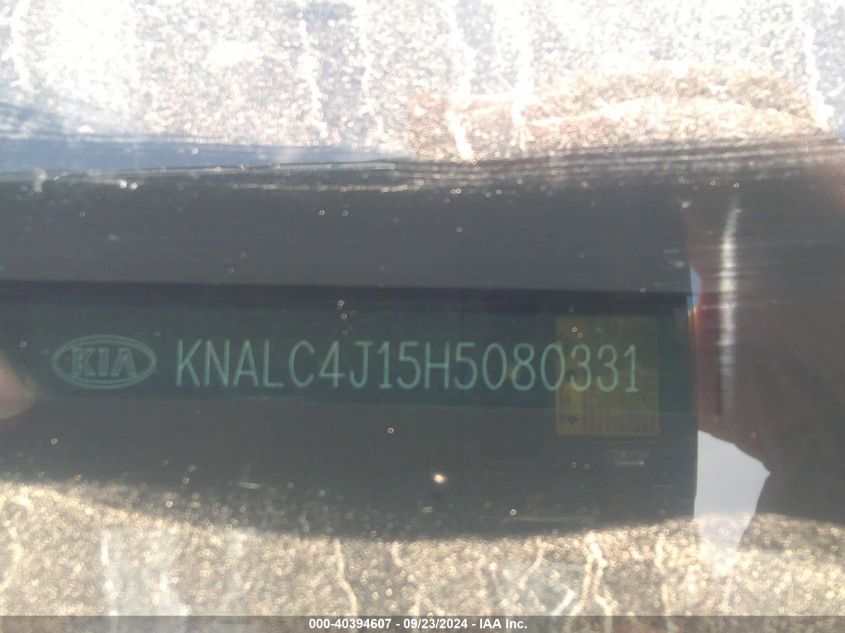 KIA KNALC4J15H5080331
000-40394607 - 09/23/2024 - IAA Inc.